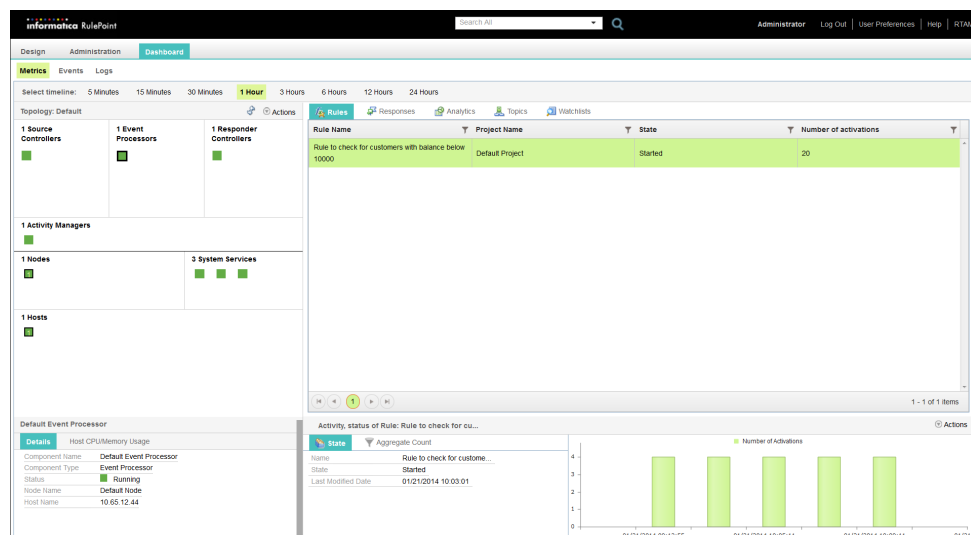 informatica RulePoint
Search All
Administrator Log Out User Preferences Help RTAM
Design Administration Dashboard
Metrics Events Logs
Select timeline: 5 Minutes 15 Minutes 30 Minutes 1 Hour 3 Hours 6 Hours 12 Hours 24 Hours
Topology: Default Actions
1 Source Controllers
1 Event Processors
1 Responder Controllers
1 Activity Managers
1 Nodes
3 System Services
1 Hosts
Rules Responses Analytics Topics Watchlists
Rule Name Project Name State Number of activations
Rule to check for customers with balance below
10000
Default Project Started 20
1
1 - 1 of 1 items
Default Event Processor
Details Host CPU/Memory Usage
Component Name Default Event Processor
Component Type Event Processor
Status Running
Node Name Default Node
Host Name 10.65.12.44
Activity, status of Rule: Rule to check for cu...
Actions
State Aggregate Count
Name Rule to check for custome...
State Started
Last Modified Date 01/21/2014 10:03:01
Number of Activations
4
3
2
1
0